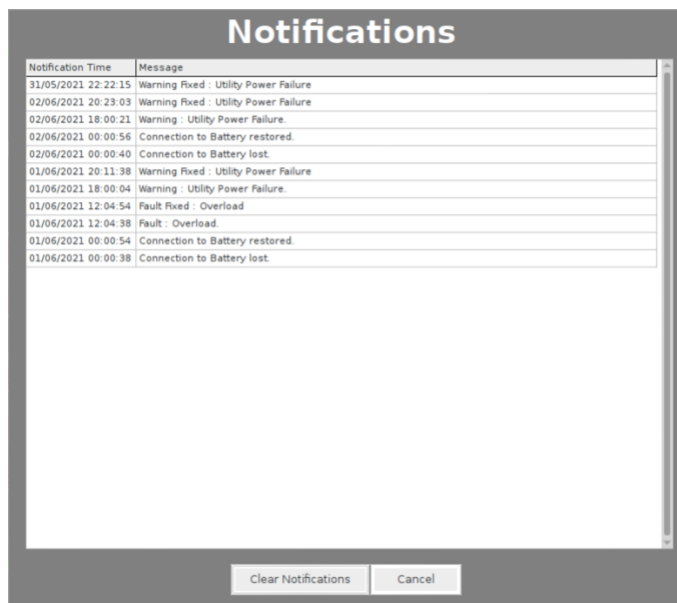 Notifications
Notification Time Message
31/05/2021 22:22:15 Warning Fixed : Utility Power Failure
02/06/2021 20:23:03 Warning Fixed : Utility Power Failure
02/06/2021 18:00:21 Warning : Utility Power Failure.
02/06/2021 00:00:56 Connection to Battery restored.
02/06/2021 00:00:40 Connection to Battery lost.
01/06/2021 20:11:38 Warning Fixed : Utility Power Failure
01/06/2021 18:00:04 Warning : Utility Power Failure.
01/06/2021 12:04:54 Fault Fixed : Overload
01/06/2021 12:04:38 Fault : Overload.
01/06/2021 00:00:54 Connection to Battery restored.
01/06/2021 00:00:38 Connection to Battery lost.
Clear Notifications Cancel